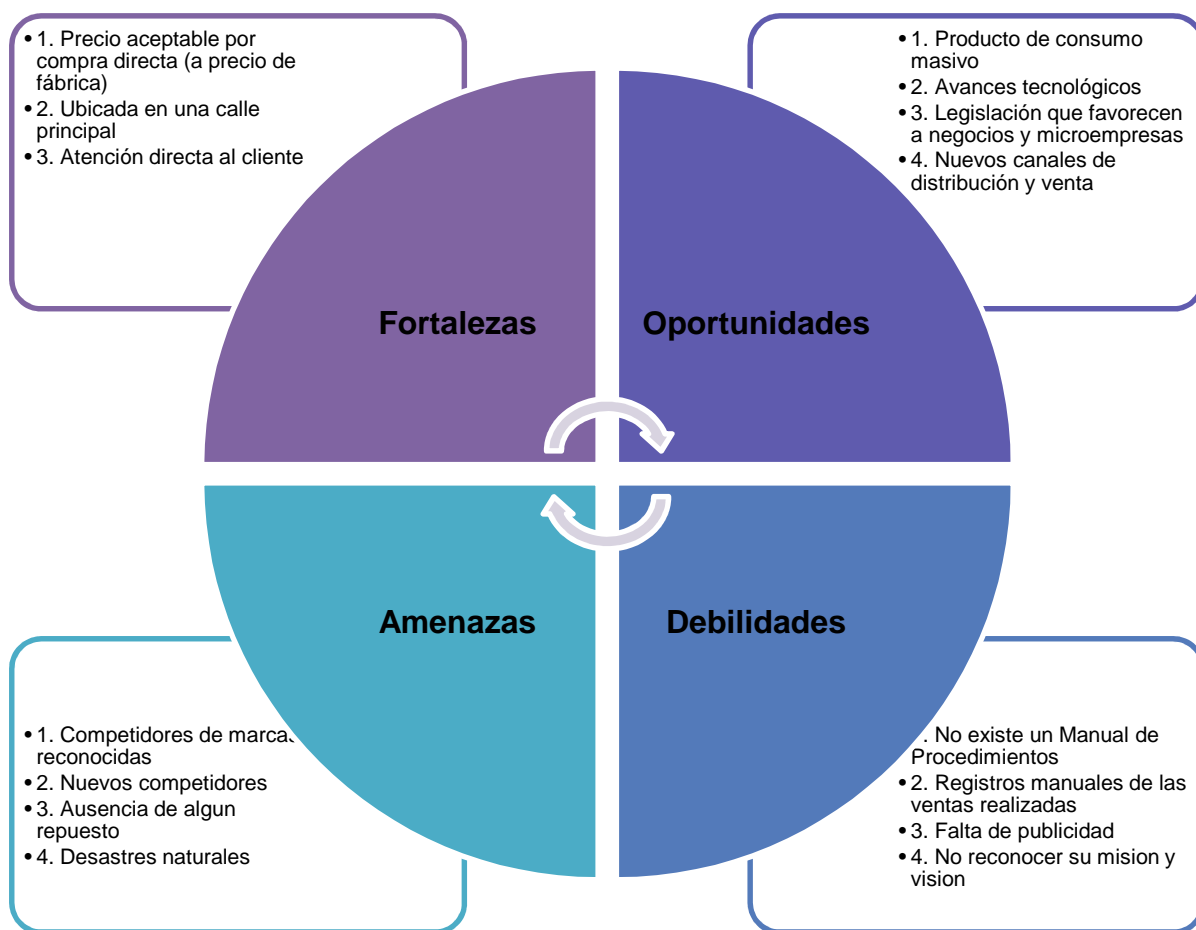 • 1. Precio aceptable por
compra directa (a precio de
fábrica)
• 2. Ubicada en una calle
principal
• 3. Atención directa al cliente
• 1. Producto de consumo
masivo
• 2. Avances tecnológicos
• 3. Legislación que favorecen
a negocios y microempresas
• 4. Nuevos canales de
distribución y venta
Fortalezas
Oportunidades
Amenazas
Debilidades
• 1. Competidores de marcas
reconocidas
• 2. Nuevos competidores
• 3. Ausencia de algun
repuesto
• 4. Desastres naturales
. No existe un Manual de
Procedimientos
• 2. Registros manuales de las
ventas realizadas
• 3. Falta de publicidad
• 4. No reconocer su mision y
vision